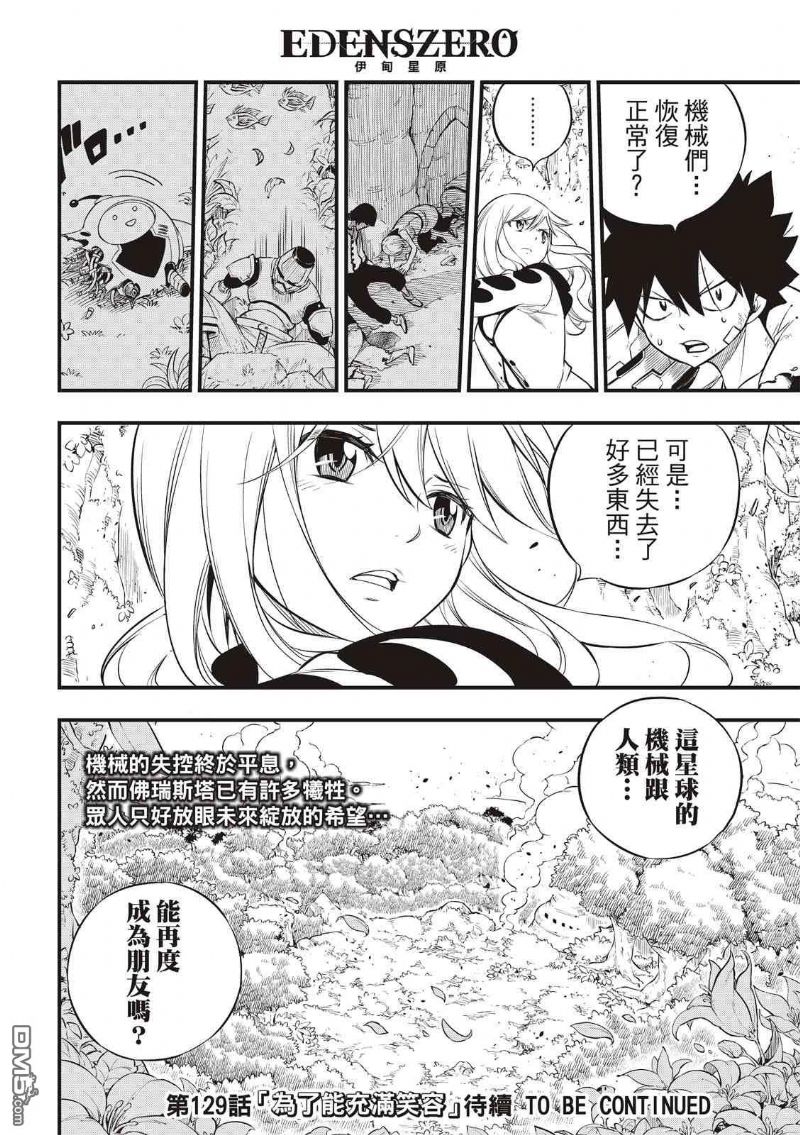 EDENSZERO
伊甸星原
機械們…
恢復
正常了?
………
可是…
已經失去了
好多東西…
這星球的
機械跟
人類…
機械的失控終於平息，
然而佛瑞斯塔已有許多犧牲。
眾人只好放眼未來綻放的希望…
能再度
成為朋友嗎?
第129話「為了能充滿笑容」待續 TO BE CONTINUED